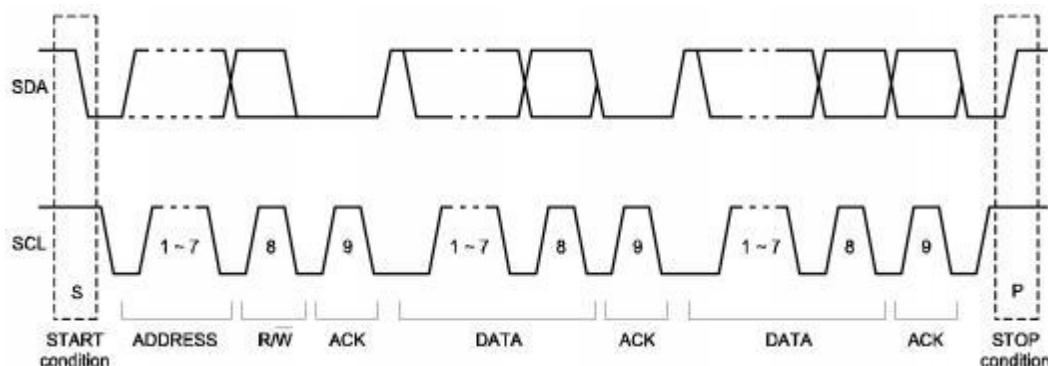 SDA
SCL
1 ~ 7
8
9
1 ~ 7
8
9
1 ~ 7
8
9
S
P
START
condition
ADDRESS
R/W̅
ACK
DATA
ACK
DATA
ACK
STOP
condition